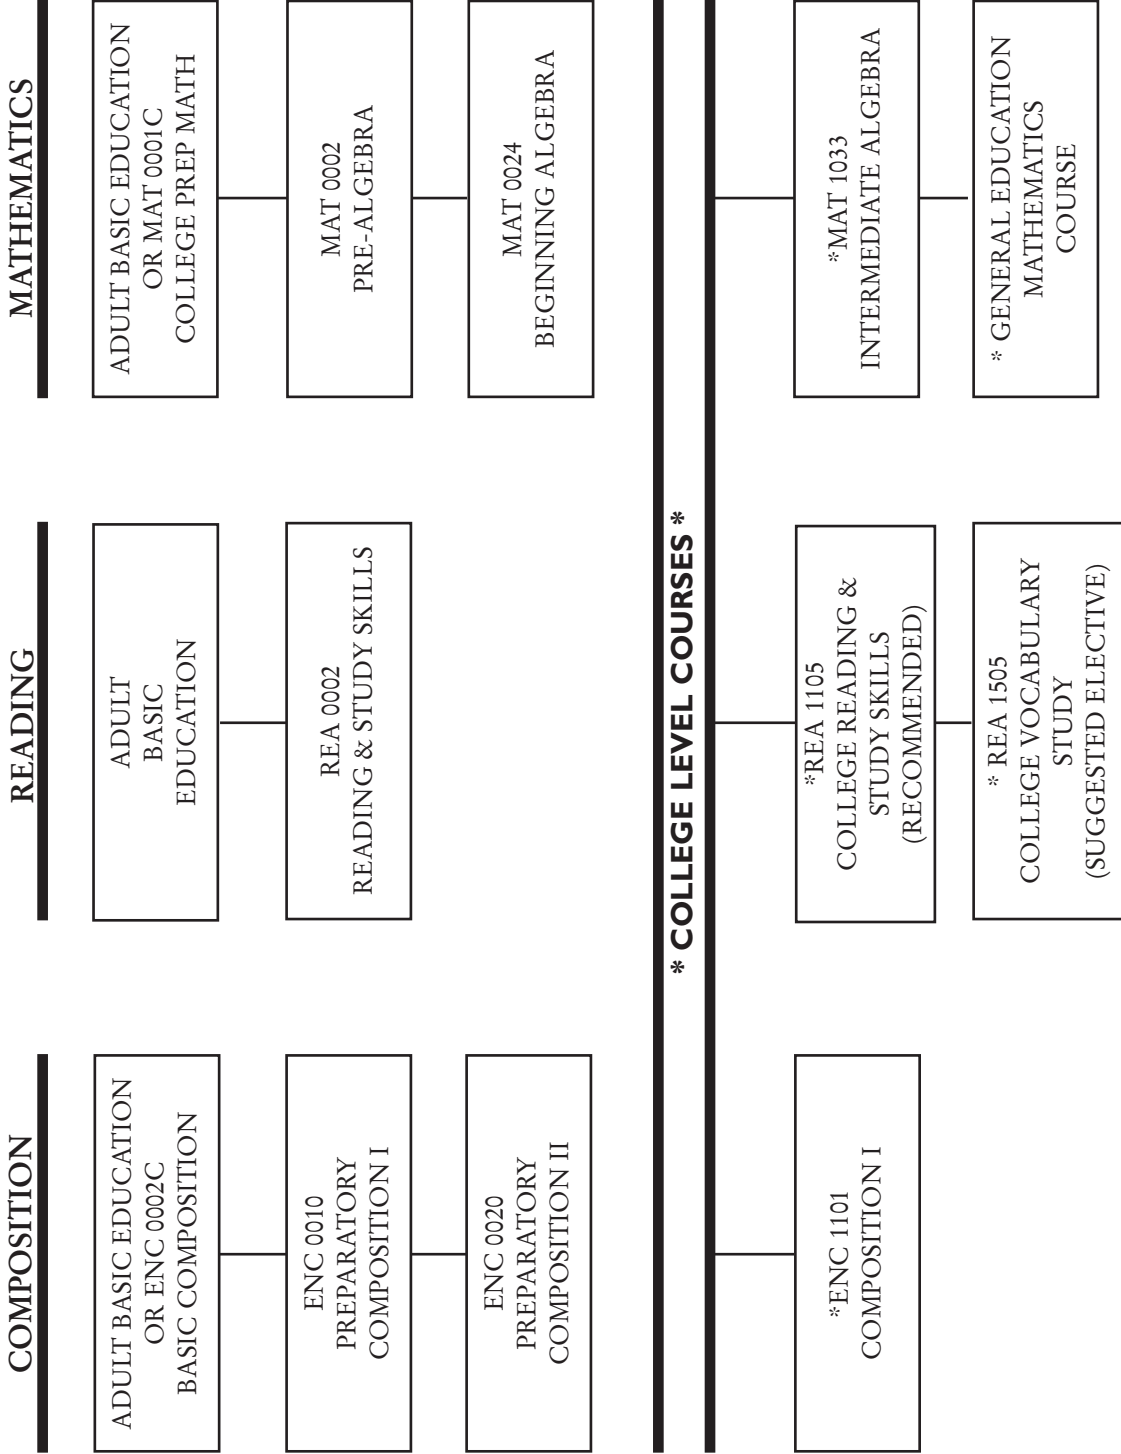 COMPOSITION
ADULT BASIC EDUCATION
OR ENC 0002C
BASIC COMPOSITION
ENC 0010
PREPARATORY
COMPOSITION I
ENC 0020
PREPARATORY
COMPOSITION II
READING
ADULT
BASIC
EDUCATION
REA 0002
READING & STUDY SKILLS
MATHEMATICS
ADULT BASIC EDUCATION
OR MAT 0001C
COLLEGE PREP MATH
MAT 0002
PRE-ALGEBRA
MAT 0024
BEGINNING ALGEBRA
* COLLEGE LEVEL COURSES *
*ENC 1101
COMPOSITION I
*REA 1105
COLLEGE READING &
STUDY SKILLS
(RECOMMENDED)
* REA 1505
COLLEGE VOCABULARY
STUDY
(SUGGESTED ELECTIVE)
*MAT 1033
INTERMEDIATE ALGEBRA
* GENERAL EDUCATION
MATHEMATICS
COURSE